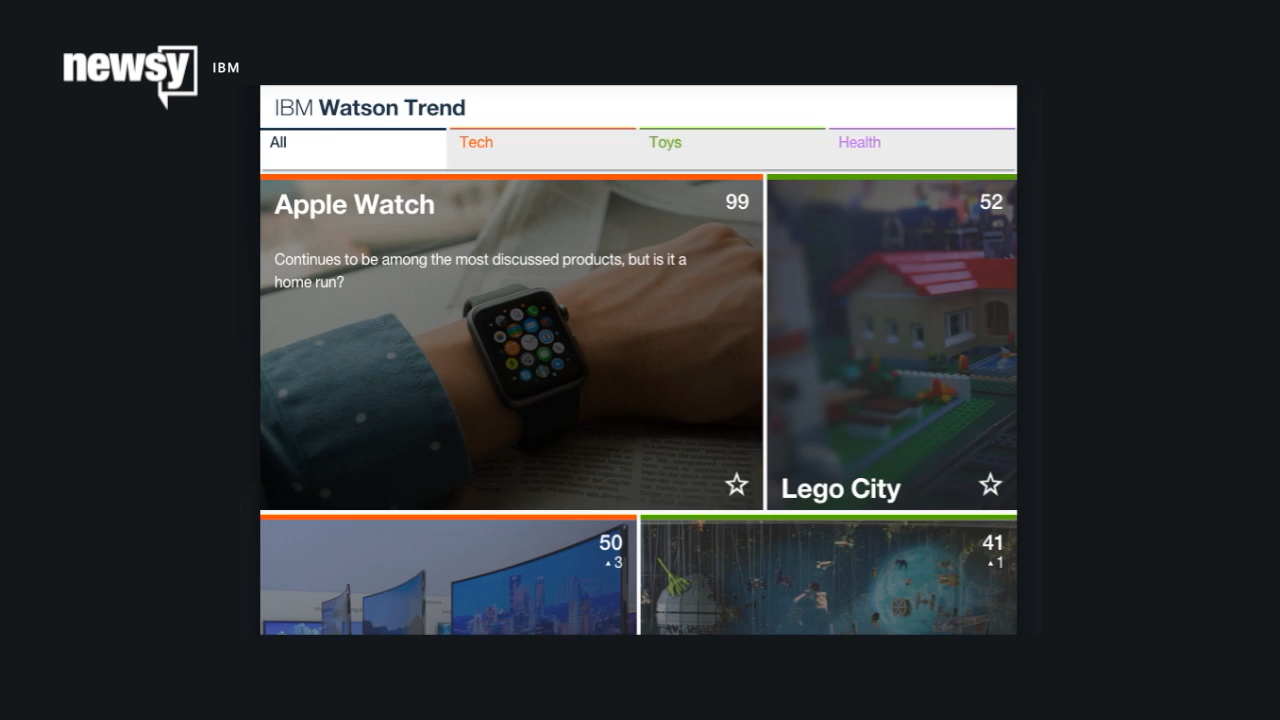 newsy
IBM
IBM Watson Trend
All
Tech
Toys
Health
Apple Watch
99
Continues to be among the most discussed products, but is it a
home run?
52
Lego City
50
▲3
41
▲1